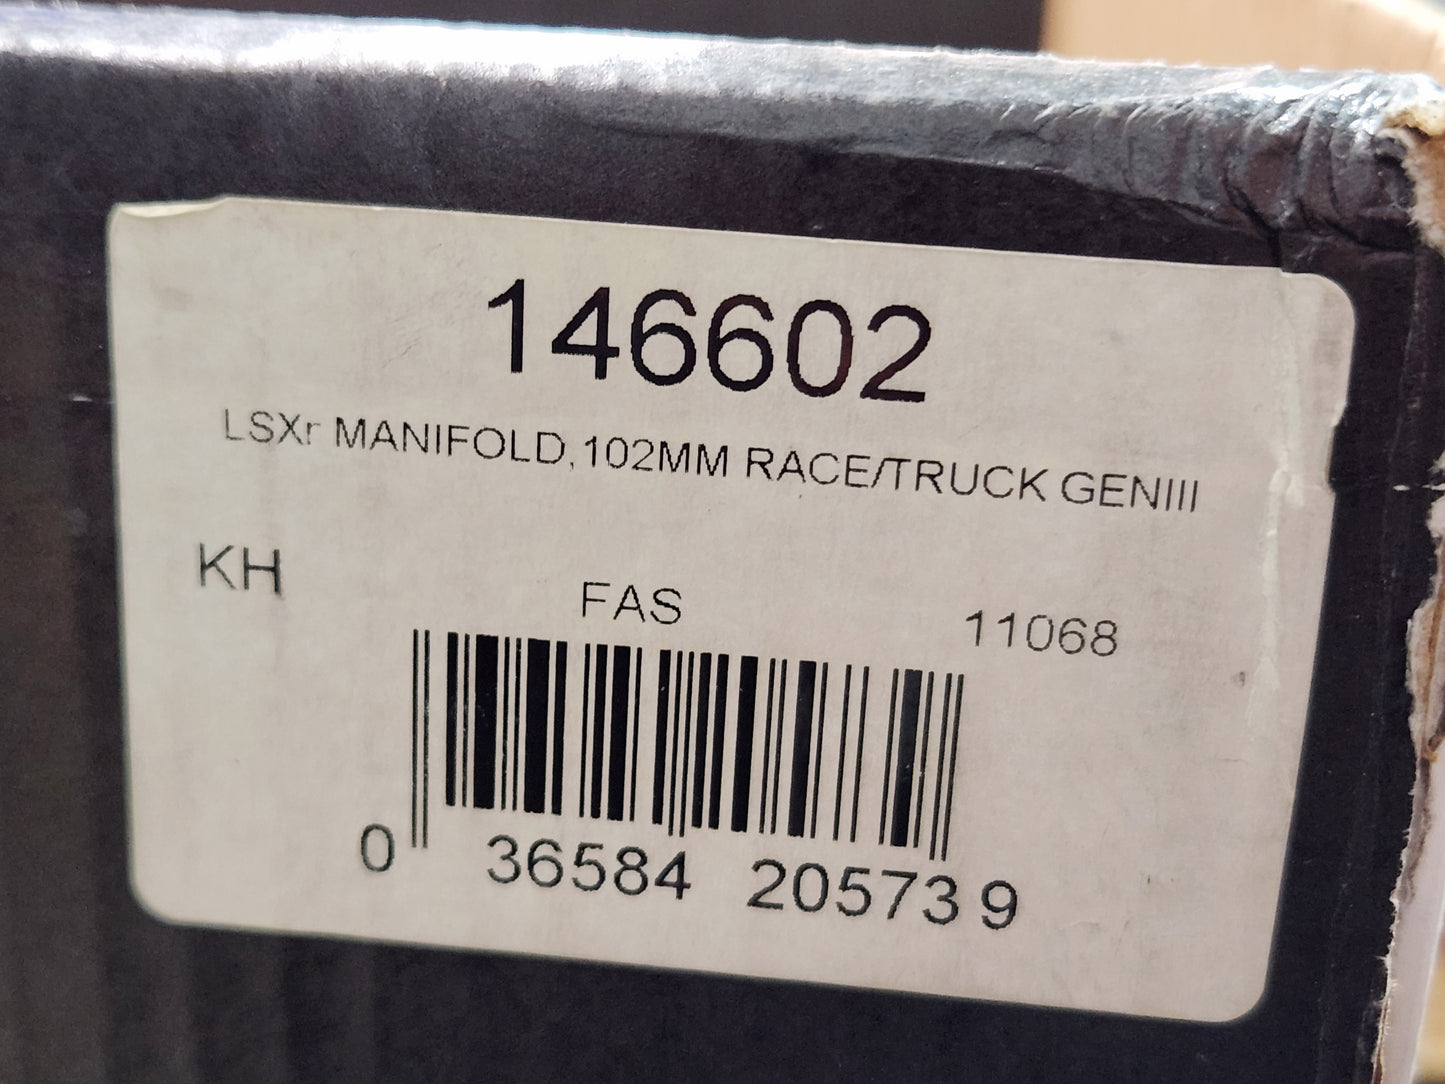 146602
LSXr MANIFOLD,102MM RACE/TRUCK GENIII
KH FAS 11068
0 36584 20573 9